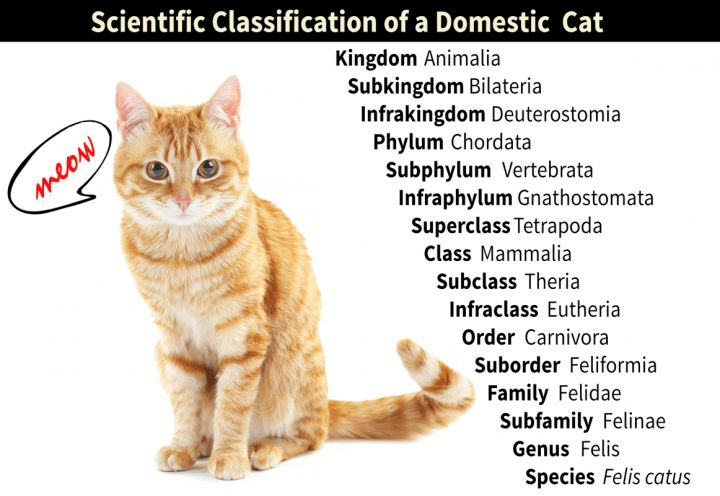 Scientific Classification of a Domestic Cat
meow
Kingdom Animalia
Subkingdom Bilateria
Infrakingdom Deuterostomia
Phylum Chordata
Subphylum Vertebrata
Infraphylum Gnathostomata
Superclass Tetrapoda
Class Mammalia
Subclass Theria
Infraclass Eutheria
Order Carnivora
Suborder Feliformia
Family Felidae
Subfamily Felinae
Genus Felis
Species Felis catus